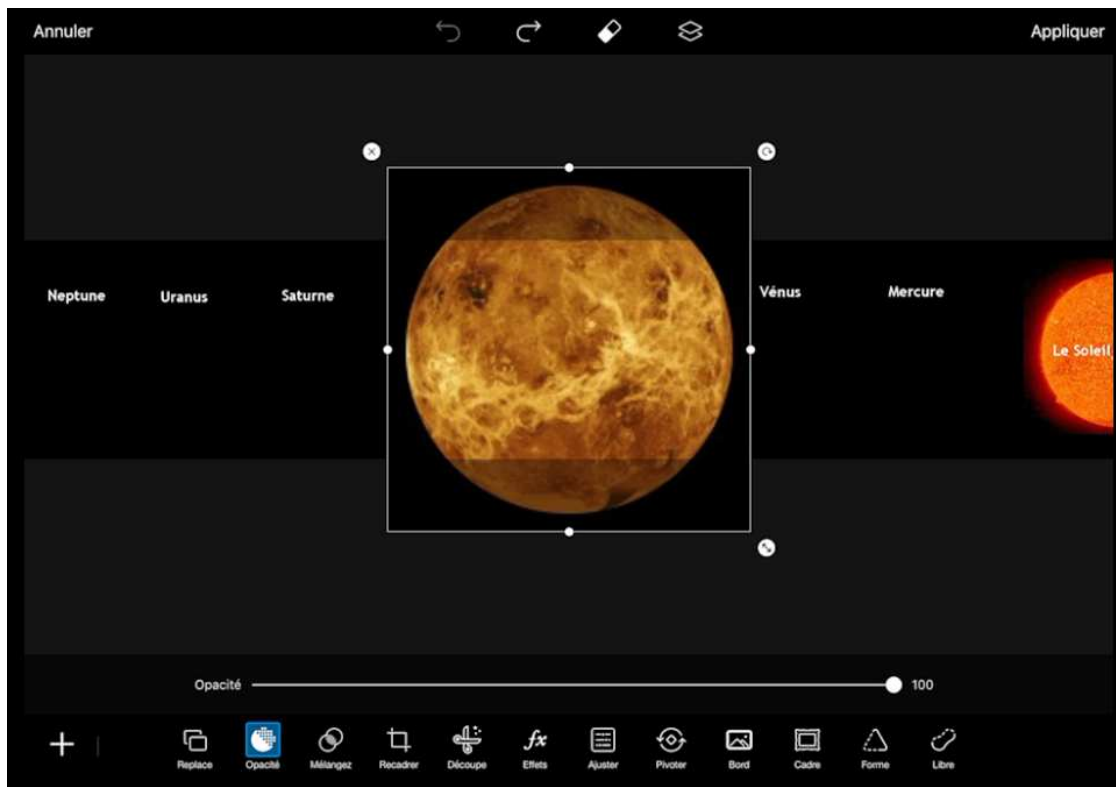 Annuler
Appliquer
Neptune
Uranus
Saturne
Vénus
Mercure
Le Soleil
Opacité
100
Replace
Opacité
Mélangez
Recadrer
Découpe
fx
Effets
Ajuster
Pivoter
Bord
Cadre
Forme
Libre